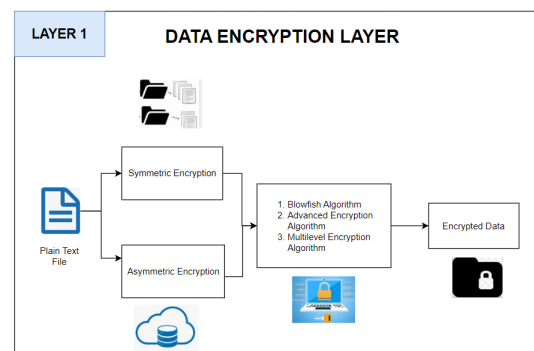 LAYER 1
DATA ENCRYPTION LAYER
Symmetric Encryption
Plain Text
File
Asymmetric Encryption
1. Blowfish Algorithm
2. Advanced Encryption
Algorithm
3. Multilevel Encryption
Algorithm
Encrypted Data